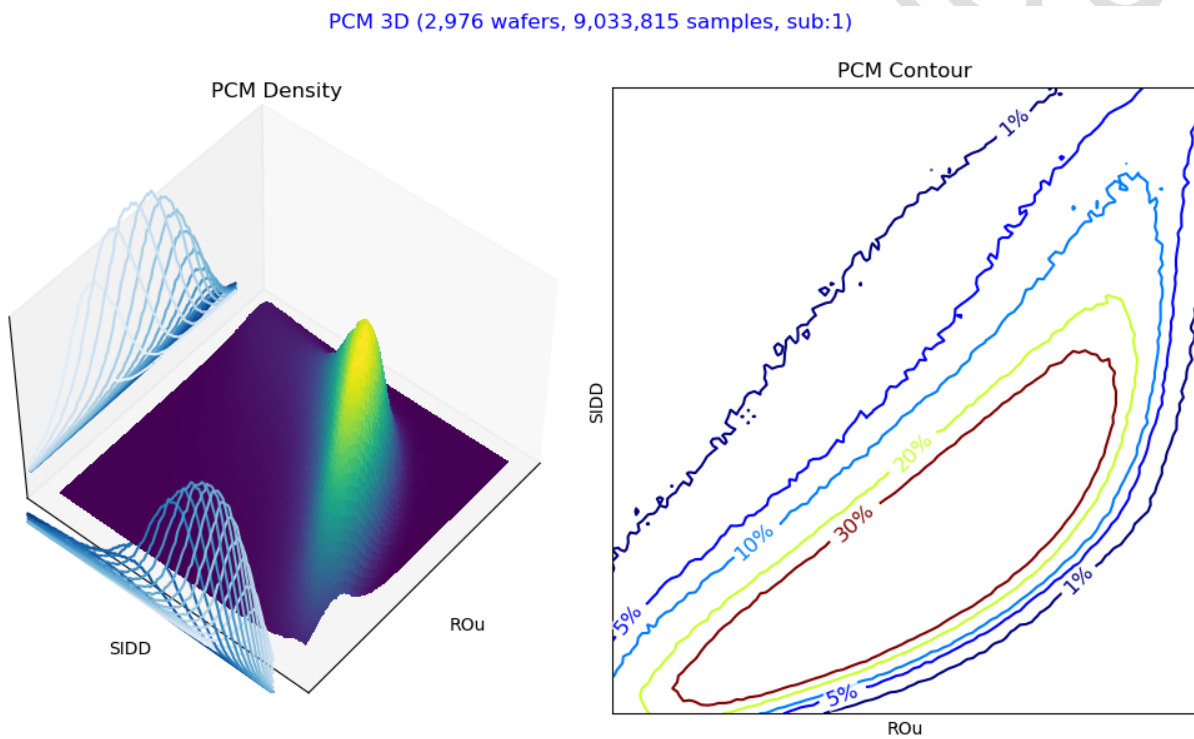 PCM 3D (2,976 wafers, 9,033,815 samples, sub:1)
PCM Density
SIDD
ROu
PCM Contour
1%
20%
30%
10%
1%
5%
5%
SIDD
ROu